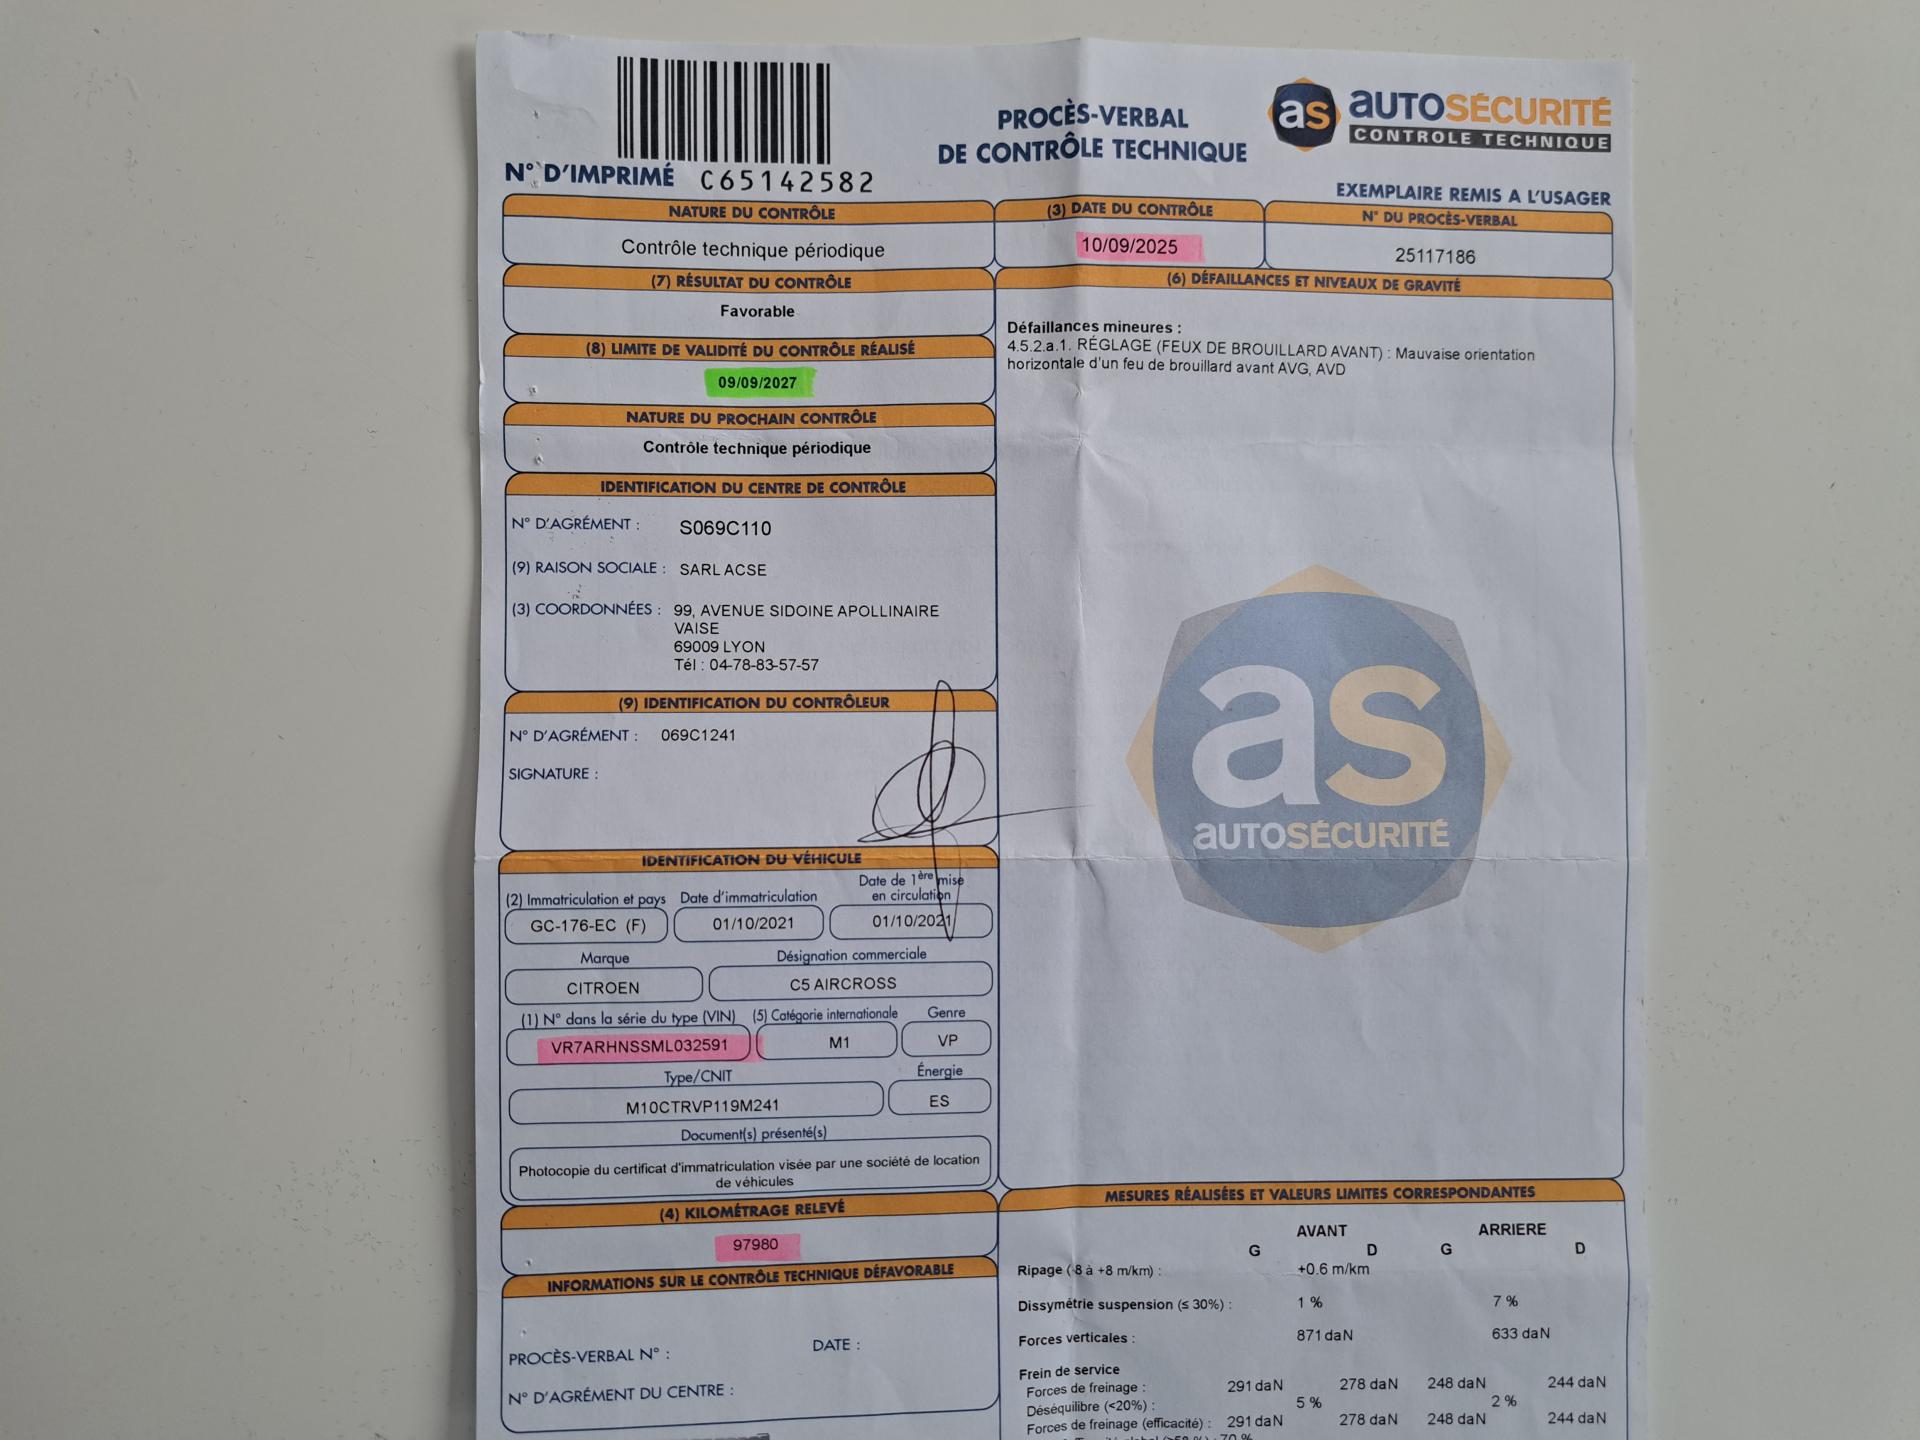 N° D'IMPRIMÉ C65142582
PROCÈS-VERBAL
DE CONTRÔLE TECHNIQUE
as AUTOSÉCURITÉ
CONTROLE TECHNIQUE
EXEMPLAIRE REMIS A L'USAGER
NATURE DU CONTRÔLE
Contrôle technique périodique
(3) DATE DU CONTRÔLE
10/09/2025
N° DU PROCÈS-VERBAL
25117186
(7) RÉSULTAT DU CONTRÔLE
Favorable
(8) LIMITE DE VALIDITÉ DU CONTRÔLE RÉALISÉ
09/09/2027
NATURE DU PROCHAIN CONTRÔLE
Contrôle technique périodique
IDENTIFICATION DU CENTRE DE CONTRÔLE
N° D'AGRÉMENT : S069C110
(9) RAISON SOCIALE : SARL ACSE
(3) COORDONNÉES : 99, AVENUE SIDOINE APOLLINAIRE
VAISE
69009 LYON
Tél : 04-78-83-57-57
(9) IDENTIFICATION DU CONTRÔLEUR
N° D'AGRÉMENT : 069C1241
SIGNATURE :
IDENTIFICATION DU VÉHICULE
(2) Immatriculation et pays
GC-176-EC (F)
Date d'immatriculation
01/10/2021
Date de 1ère mise
en circulation
01/10/2021
Marque
CITROEN
Désignation commerciale
C5 AIRCROSS
(1) N° dans la série du type (VIN)
VR7ARHNSSML032591
(5) Catégorie internationale
M1
Genre
VP
Type/CNIT
M10CTRVP119M241
Énergie
ES
Document(s) présenté(s)
Photocopie du certificat d'immatriculation visée par une société de location
de véhicules
(4) KILOMÉTRAGE RELEVÉ
97980
INFORMATIONS SUR LE CONTRÔLE TECHNIQUE DÉFAVORABLE
PROCÈS-VERBAL N° : DATE :
N° D'AGRÉMENT DU CENTRE :
(6) DÉFAILLANCES ET NIVEAUX DE GRAVITÉ
Défaillances mineures :
4.5.2.a.1. RÉGLAGE (FEUX DE BROUILLARD AVANT) : Mauvaise orientation
horizontale d'un feu de brouillard avant AVG, AVD
as
AUTOSÉCURITÉ
MESURES RÉALISÉES ET VALEURS LIMITES CORRESPONDANTES
AVANT ARRIERE
G D G D
Ripage (-8 à +8 m/km) : +0.6 m/km
Dissymétrie suspension (≤ 30%) : 1 % 7 %
Forces verticales : 871 daN 633 daN
Frein de service
Forces de freinage : 291 daN 278 daN 248 daN 244 daN
Déséquilibre (<20%) : 5 % 2 %
Forces de freinage (efficacité) : 291 daN 278 daN 248 daN 244 daN